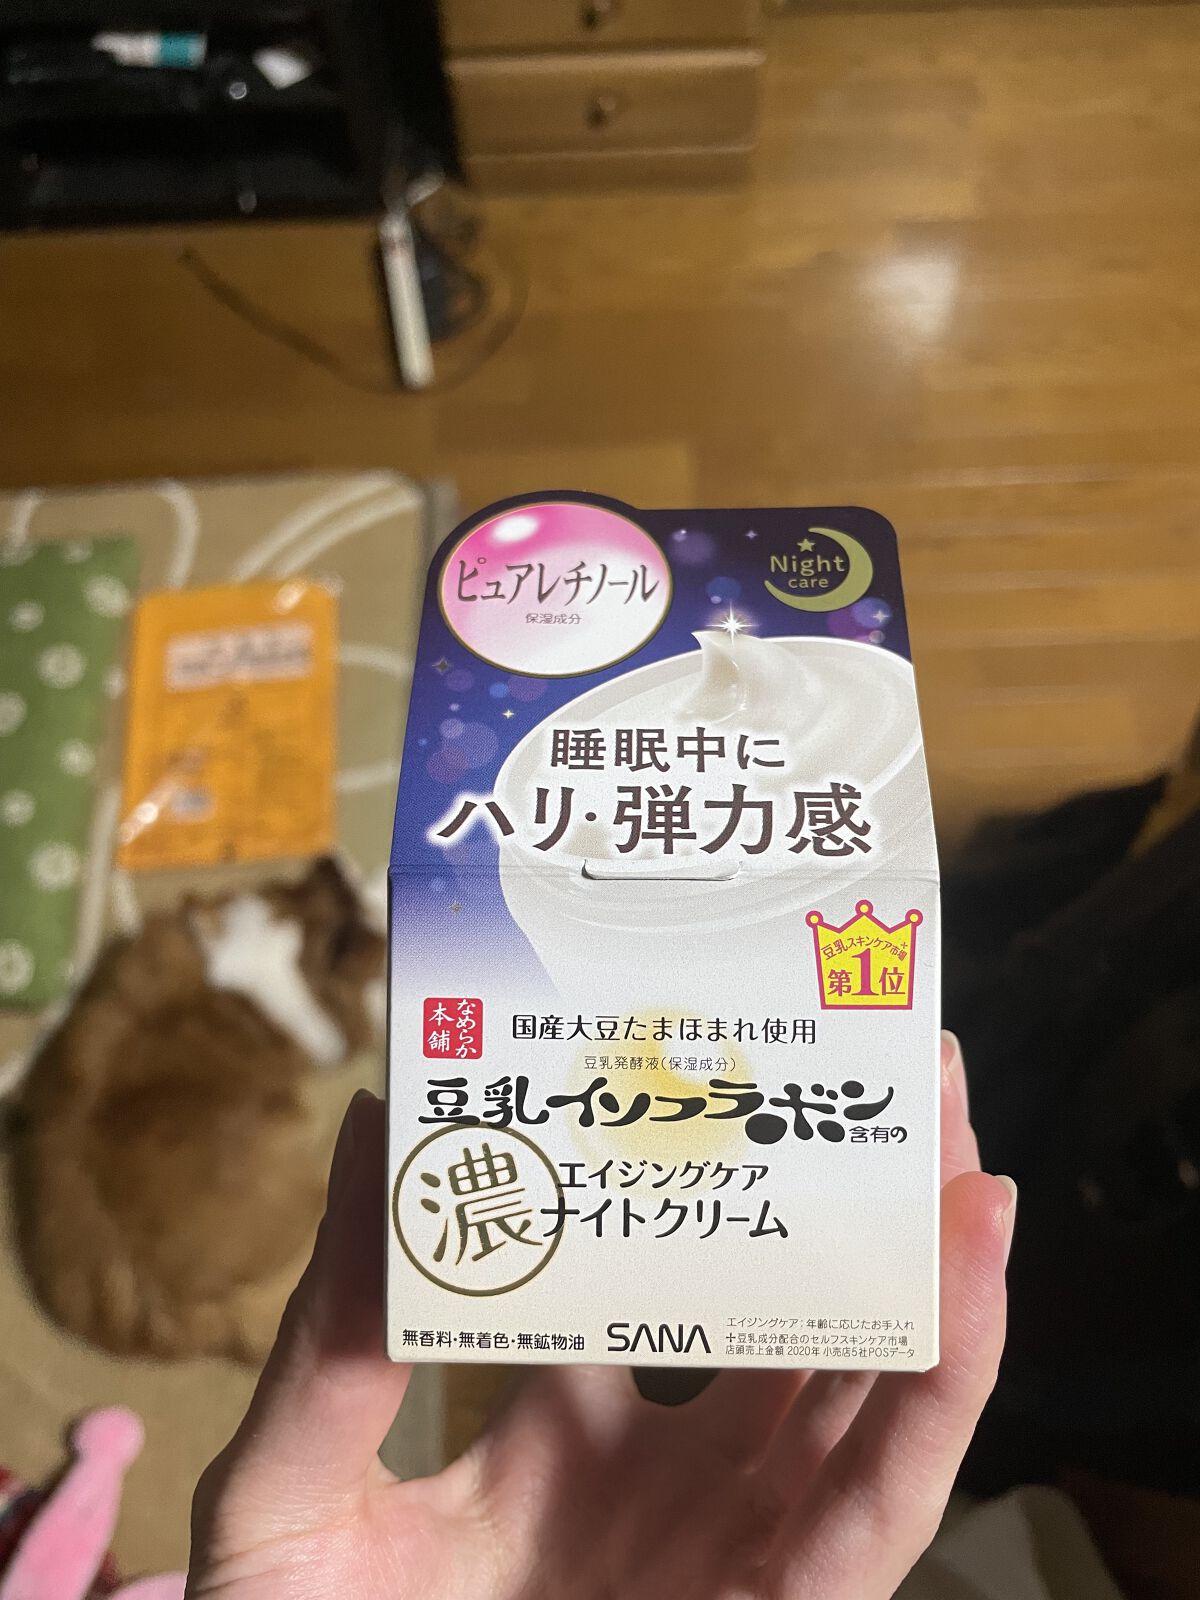 ピュアレチノール
保湿成分
Night
care
睡眠中に
ハリ・弾力感
豆乳スキンケア市場+
第1位
なめらか
本舗
国産大豆たまほまれ使用
豆乳発酵液(保湿成分)
豆乳イソフラボン
含有の
濃
エイジングケア
ナイトクリーム
無香料・無着色・無鉱物油
SANA
エイジングケア:年齢に応じたお手入れ
+豆乳成分配合のセルフスキンケア市場
店頭売上金額 2020年 小売店5社POSデータ